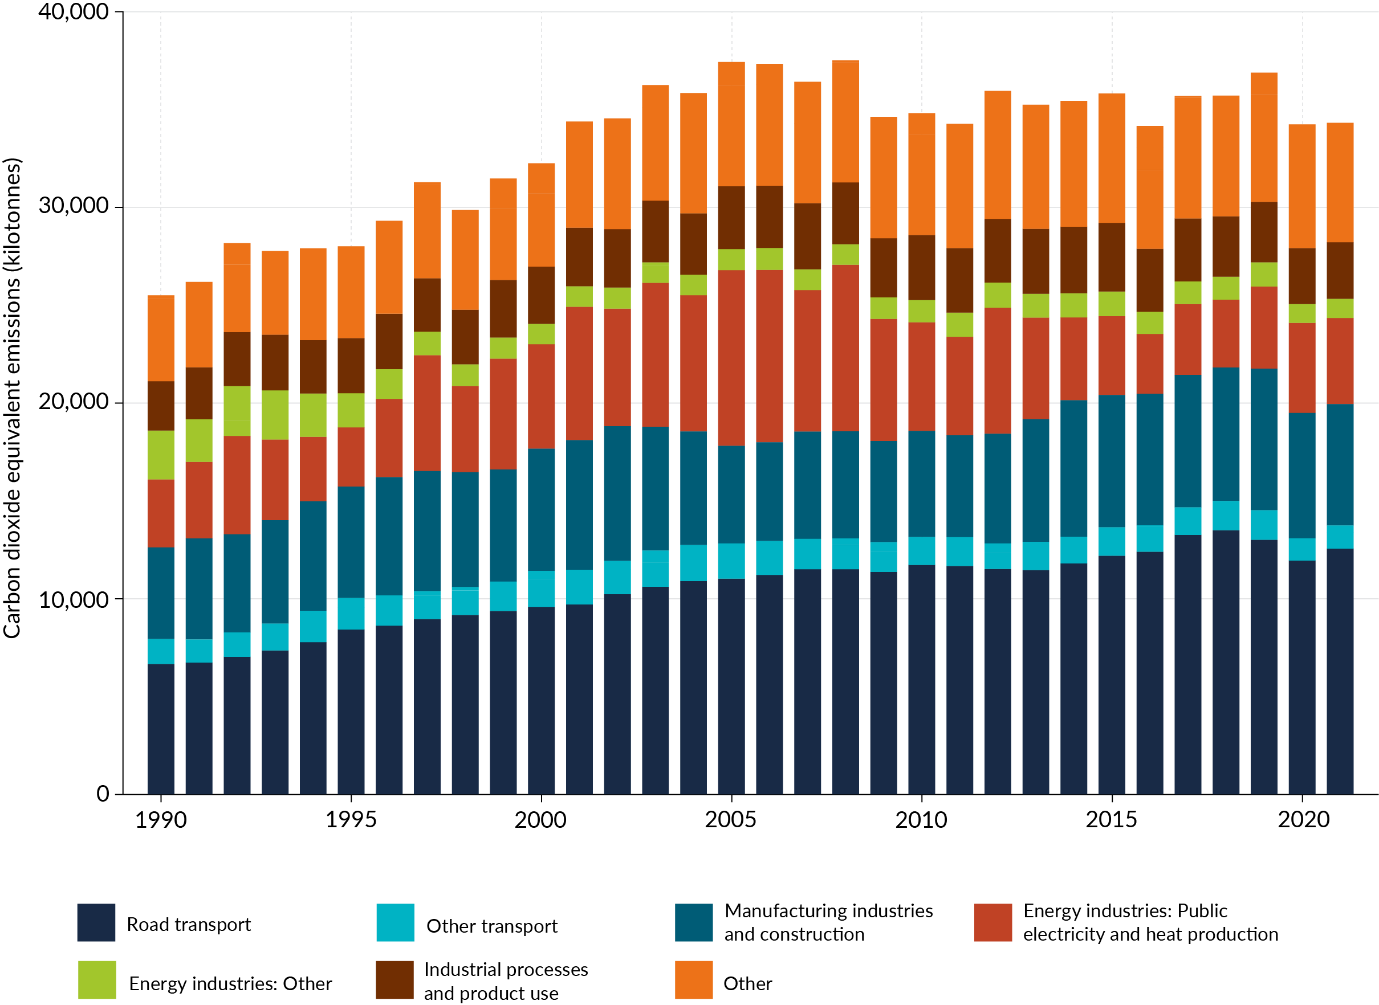 Carbon dioxide equivalent emissions (kilotonnes)
40,000
30,000
20,000
10,000
0
1990
1995
2000
2005
2010
2015
2020
Road transport
Other transport
Manufacturing industries
and construction
Energy industries: Public
electricity and heat production
Energy industries: Other
Industrial processes
and product use
Other